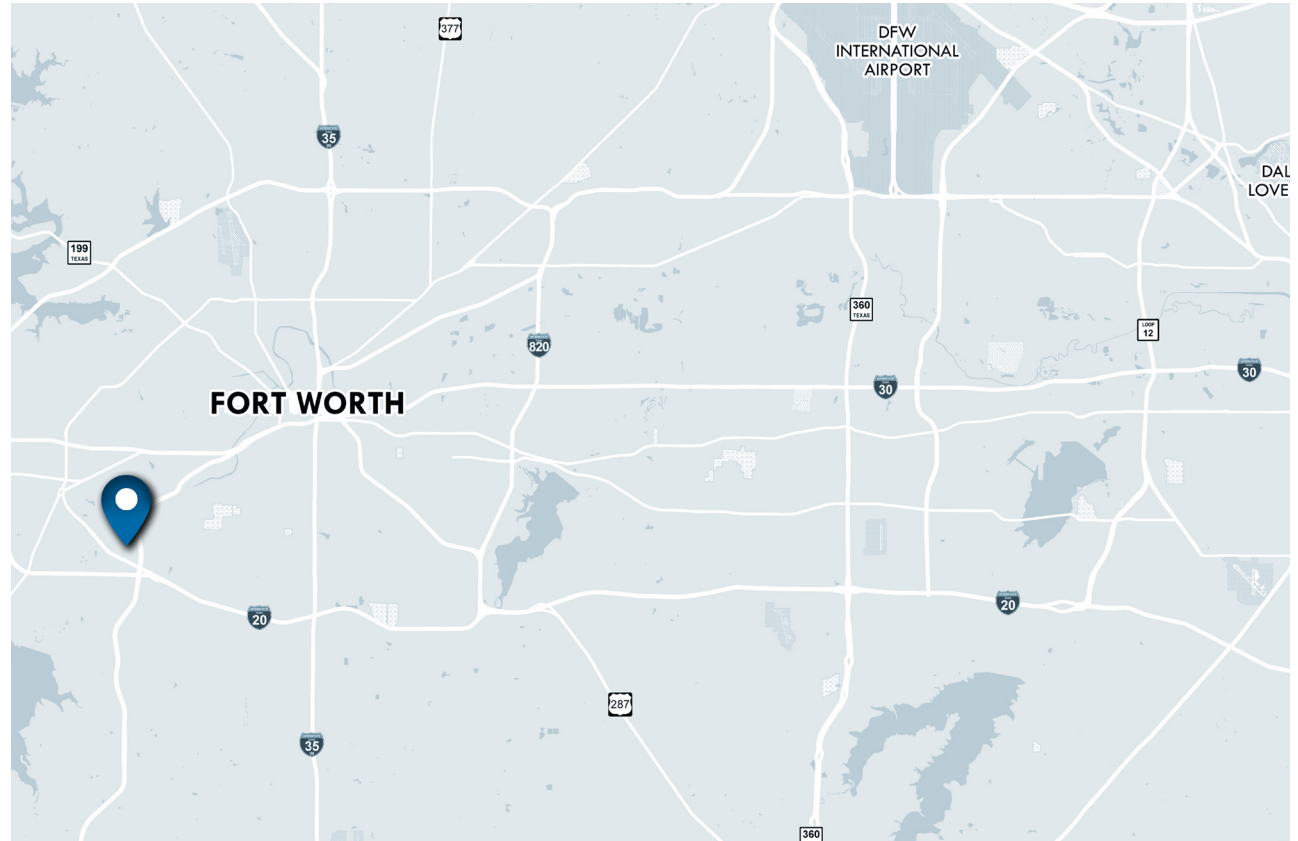 377
DFW
INTERNATIONAL
AIRPORT
35
DAL
LOVE
199
TEXAS
360
TEXAS
LOOP
12
820
30
30
FORT WORTH
20
20
287
35
360